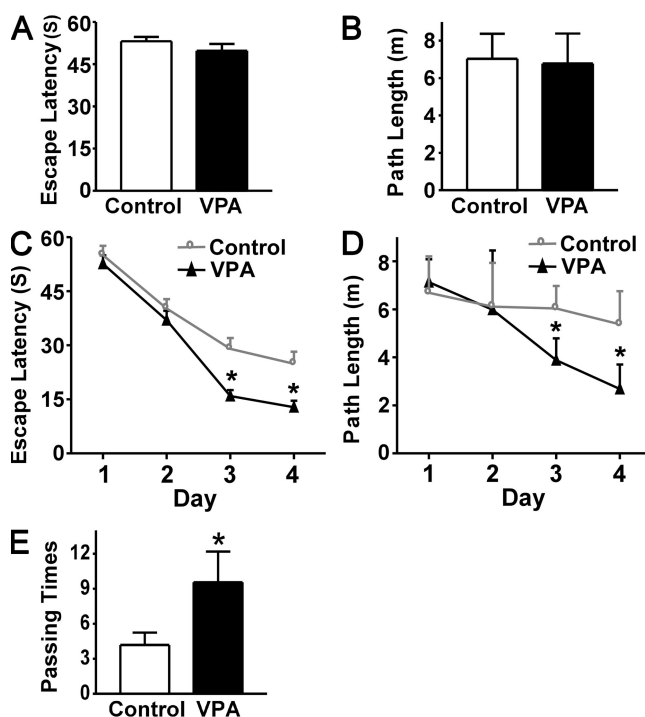 A
Escape Latency (S)
60
45
30
15
0
Control
VPA
B
Path Length (m)
8
6
4
2
0
Control
VPA
C
Escape Latency (S)
60
45
30
15
0
Control
VPA
*
*
1
2
3
4
Day
D
Path Length (m)
8
6
4
2
0
Control
VPA
*
*
1
2
3
4
Day
E
Passing Times
12
9
6
3
0
*
Control
VPA